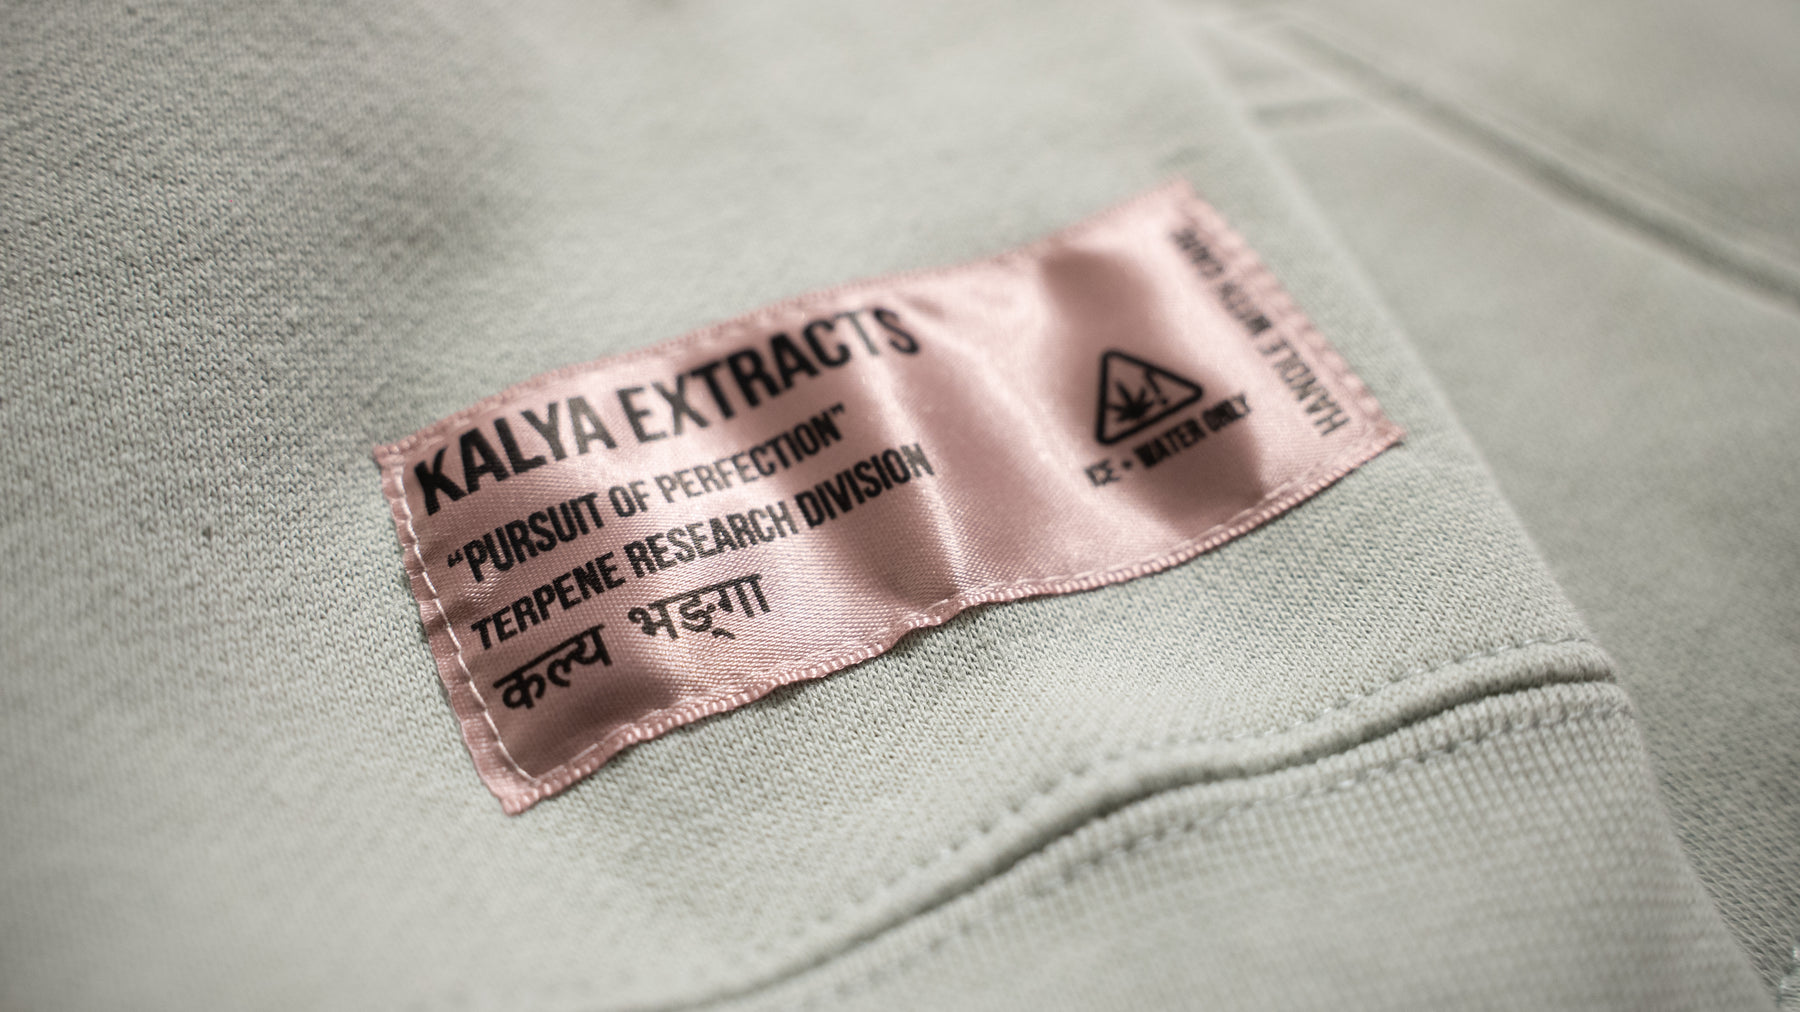 KALYA EXTRACTS
“PURSUIT OF PERFECTION”
TERPENE RESEARCH DIVISION
कल्य भङ्गा
ICE + WATER ONLY
HANDLE WITH CARE